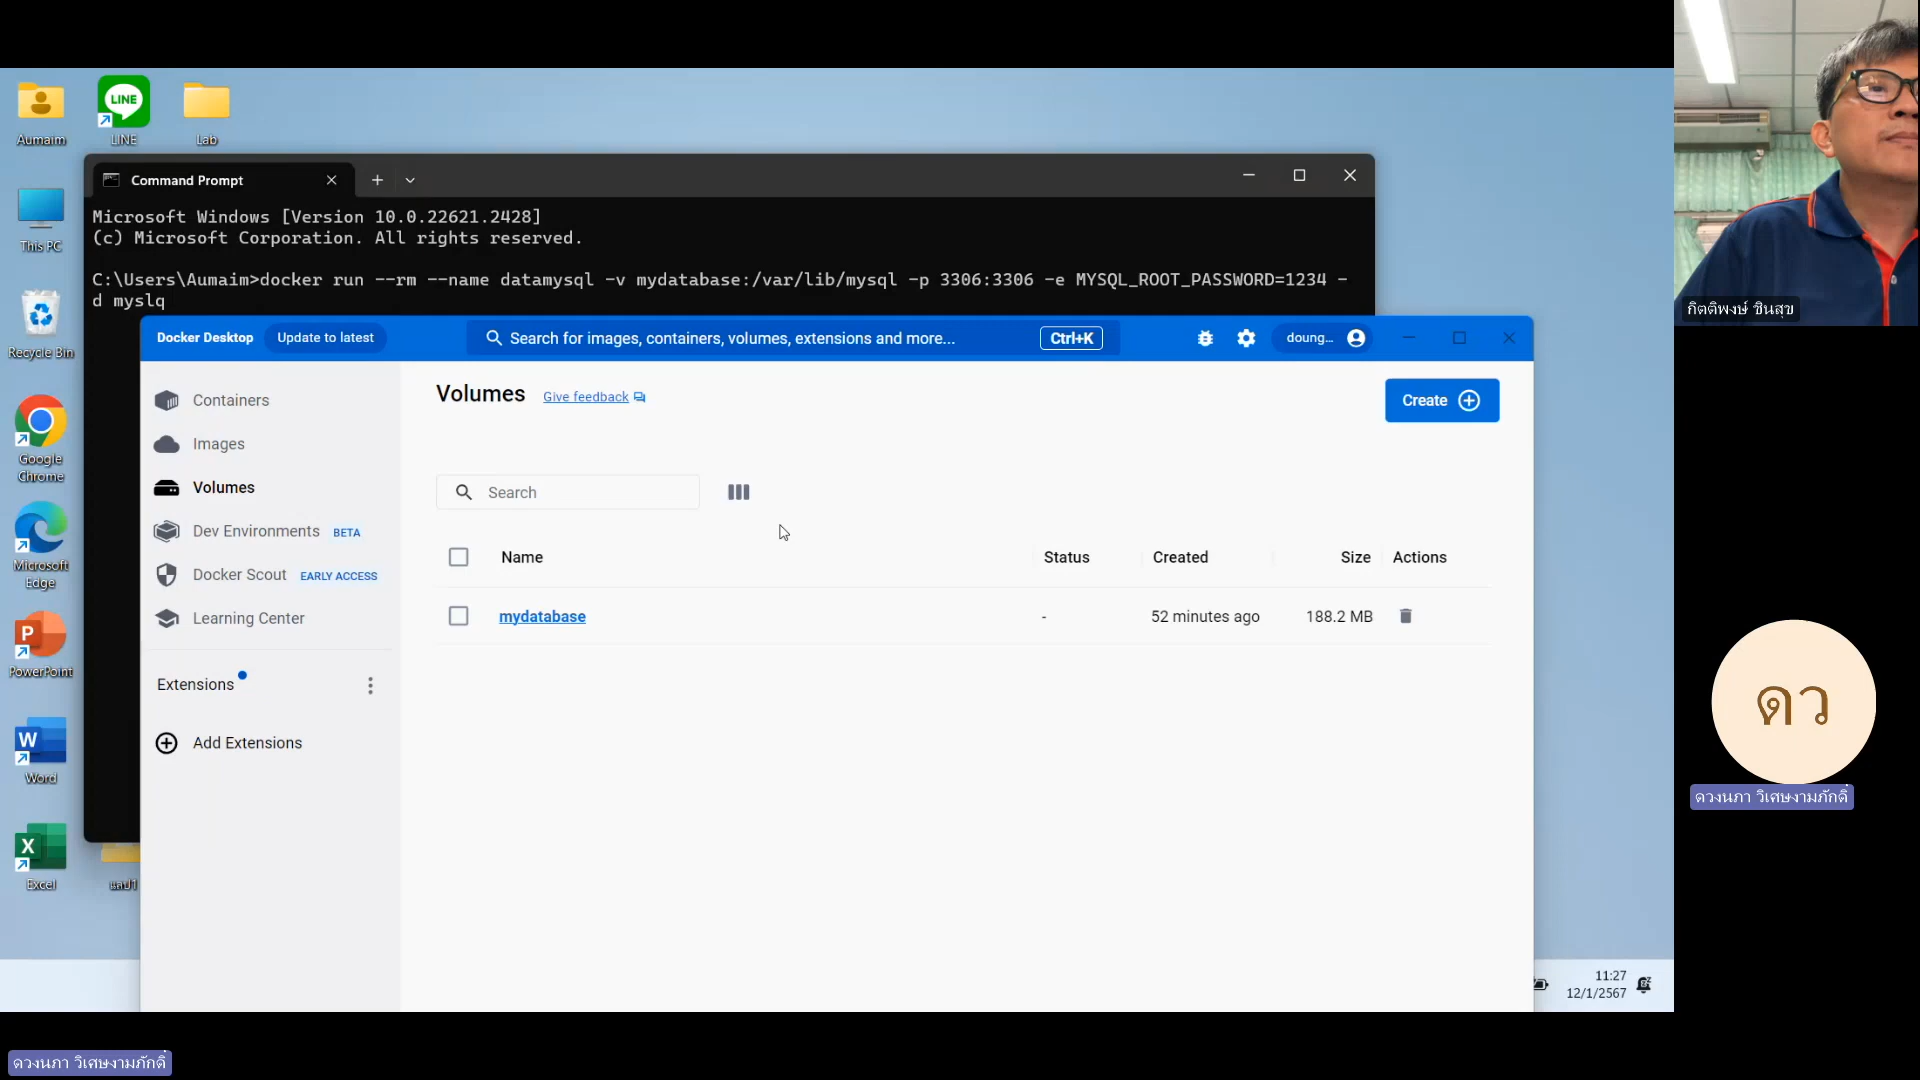 Aumaim
LINE
LINE
Lab
This PC
Recycle Bin
Google
Chrome
Microsoft
Edge
P
PowerPoint
W
Word
X
Excel
แลป1
Command Prompt
Microsoft Windows [Version 10.0.22621.2428]
(c) Microsoft Corporation. All rights reserved.
C:\Users\Aumaim>docker run --rm --name datamysql -v mydatabase:/var/lib/mysql -p 3306:3306 -e MYSQL_ROOT_PASSWORD=1234 -
d myslq
Docker Desktop
Update to latest
Search for images, containers, volumes, extensions and more...
Ctrl+K
doung...
Containers
Images
Volumes
Dev Environments BETA
Docker Scout EARLY ACCESS
Learning Center
Extensions
Add Extensions
Volumes
Give feedback
Create
Search
Name Status Created Size Actions
mydatabase - 52 minutes ago 188.2 MB
11:27
12/1/2567
กิตติพงษ์ ชินสุข
ดว
ดวงนภา วิเศษงามภักดิ์
ดวงนภา วิเศษงามภักดิ์